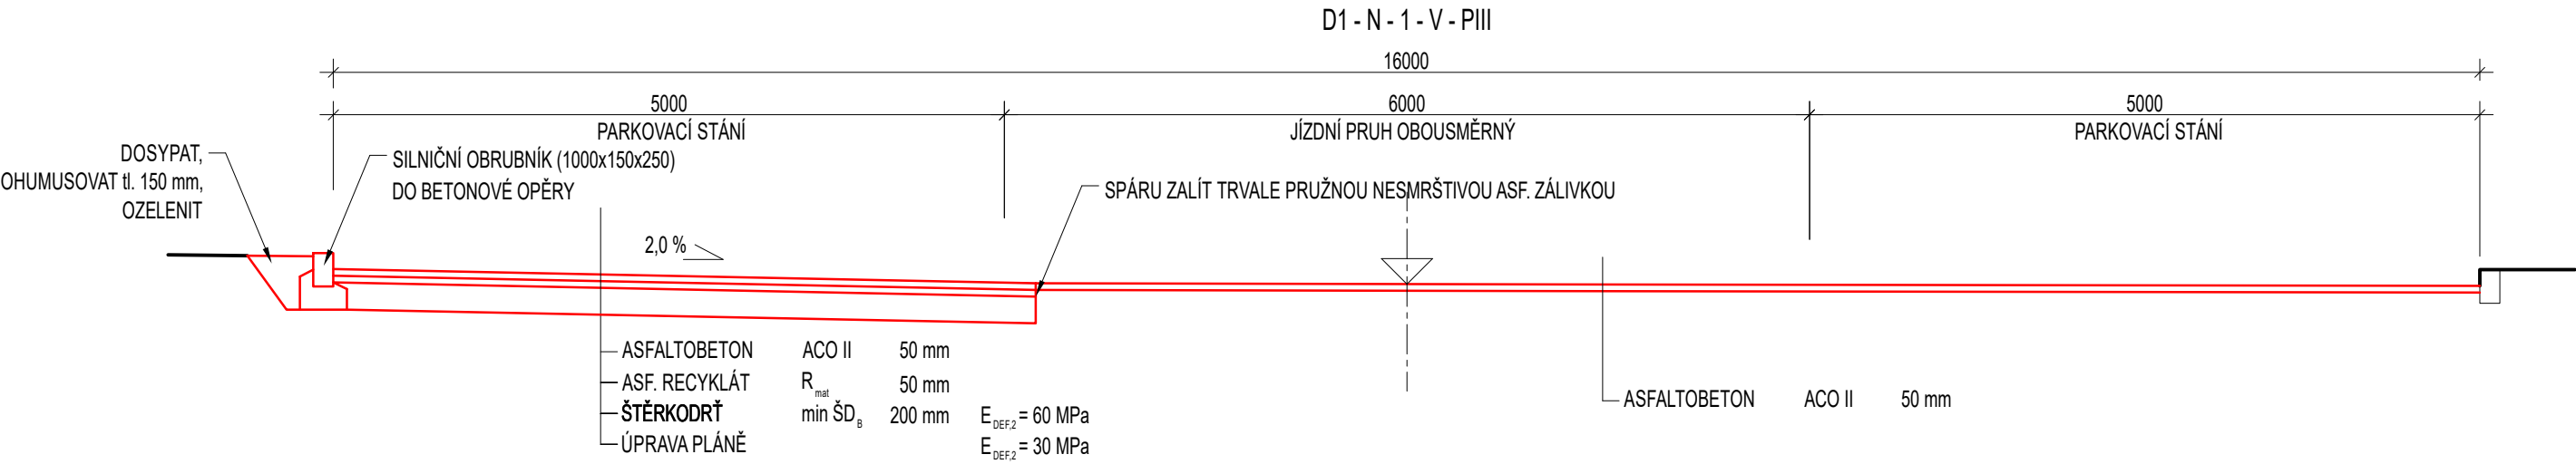 D1 - N - 1 - V - PIII
16000
5000
6000
5000
PARKOVACÍ STÁNÍ
JÍZDNÍ PRUH OBOUSMĚRNÝ
PARKOVACÍ STÁNÍ
DOSYPAT,
OHUMUSOVAT tl. 150 mm,
OZELENIT
SILNIČNÍ OBRUBNÍK (1000x150x250)
DO BETONOVÉ OPĚRY
SPÁRU ZALÍT TRVALE PRUŽNOU NESMRŠTIVOU ASF. ZÁLIVKOU
2,0 %
ASFALTOBETON ACO II 50 mm
ASF. RECYKLÁT Rmat 50 mm
ŠTĚRKODRŤ min ŠDB 200 mm EDEF,2 = 60 MPa
ÚPRAVA PLÁNĚ EDEF,2 = 30 MPa
ASFALTOBETON ACO II 50 mm